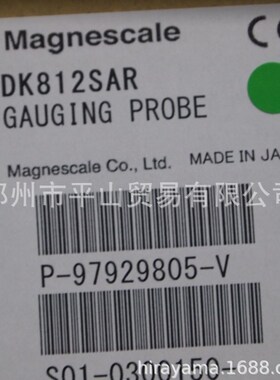 Magnescale
CE
DK812SAR
GAUGING PROBE
Magnescale Co., Ltd.
MADE IN JA
郑州市平山贸易有限公司
P-97929805-V
hirayama.1688.c